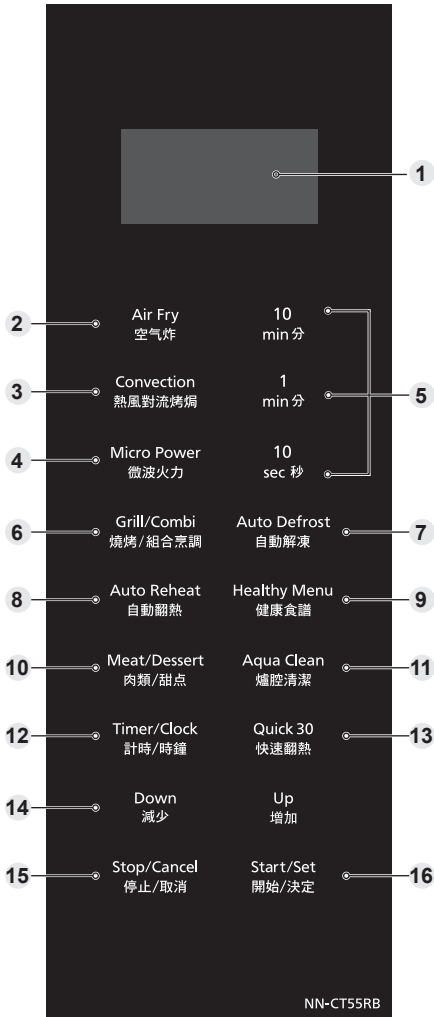 1
2
Air Fry
空气炸
10
min 分
3
Convection
熱風對流烤焗
1
min 分
5
4
Micro Power
微波火力
10
sec 秒
6
Grill/Combi
燒烤/組合烹調
Auto Defrost
自動解凍
7
8
Auto Reheat
自動翻熱
Healthy Menu
健康食譜
9
10
Meat/Dessert
肉類/甜点
Aqua Clean
爐腔清潔
11
12
Timer/Clock
計時/時鐘
Quick 30
快速翻熱
13
14
Down
減少
Up
增加
15
Stop/Cancel
停止/取消
Start/Set
開始/決定
16
NN-CT55RB